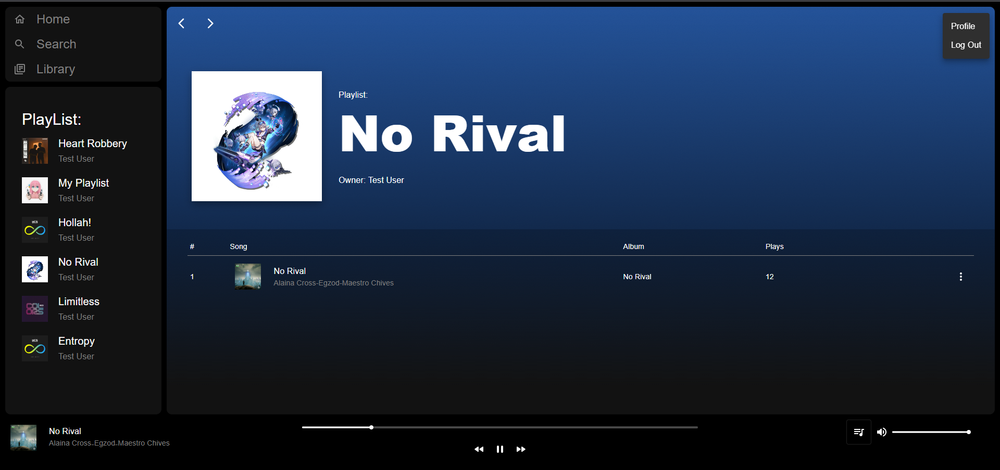 Home
Search
Library
PlayList:
Heart Robbery
Test User
My Playlist
Test User
Hollah!
Test User
No Rival
Test User
Limitless
Test User
Entropy
Test User
Profile
Log Out
Playlist:
No Rival
Owner: Test User
# Song Album Plays
1 No Rival No Rival 12
Alaina Cross-Egzod-Maestro Chives
No Rival
Alaina Cross-Egzod-Maestro Chives